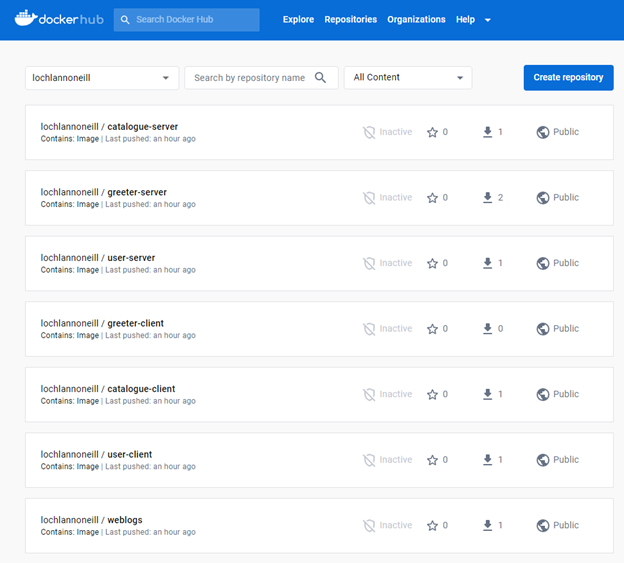 docker hub Search Docker Hub Explore Repositories Organizations Help
lochlannoneill Search by repository name All Content Create repository
lochlannoneill / catalogue-server
Contains: Image | Last pushed: an hour ago
Inactive 0 1 Public
lochlannoneill / greeter-server
Contains: Image | Last pushed: an hour ago
Inactive 0 2 Public
lochlannoneill / user-server
Contains: Image | Last pushed: an hour ago
Inactive 0 1 Public
lochlannoneill / greeter-client
Contains: Image | Last pushed: an hour ago
Inactive 0 0 Public
lochlannoneill / catalogue-client
Contains: Image | Last pushed: an hour ago
Inactive 0 1 Public
lochlannoneill / user-client
Contains: Image | Last pushed: an hour ago
Inactive 0 1 Public
lochlannoneill / weblogs
Contains: Image | Last pushed: an hour ago
Inactive 0 1 Public